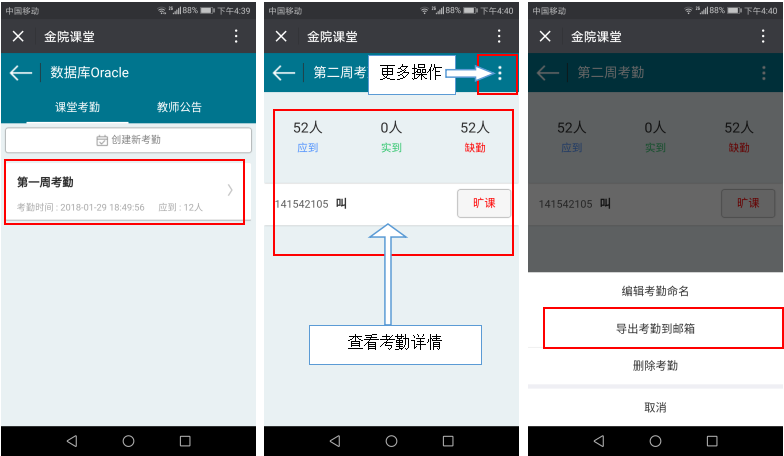 中国移动 88% 下午4:39
金院课堂
数据库Oracle
课堂考勤 教师公告
创建新考勤
第一周考勤
考勤时间 : 2018-01-29 18:49:56 应到 : 12人
中国移动 88% 下午4:40
金院课堂
第二周考
更多操作
52人 0人 52人
应到 实到 缺勤
141542105 叫 旷课
查看考勤详情
中国移动 88% 下午4:40
金院课堂
第二周考勤
52人 0人 52人
应到 实到 缺勤
141542105 叫 旷课
编辑考勤命名
导出考勤到邮箱
删除考勤
取消